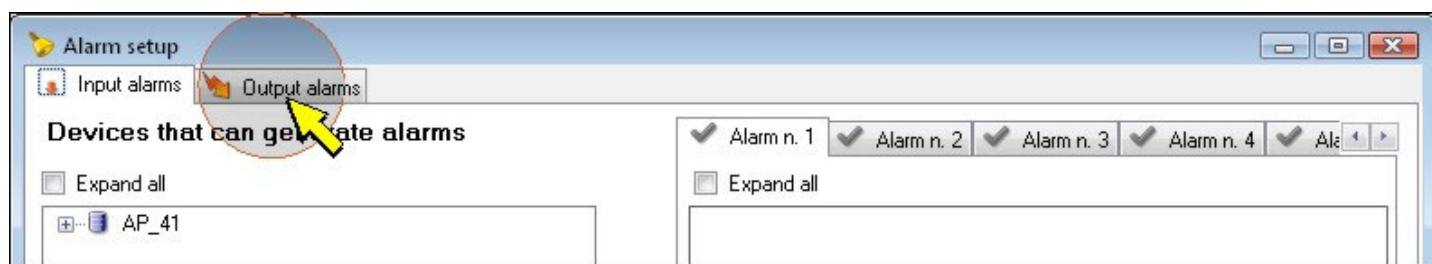 Alarm setup
Input alarms
Output alarms
Devices that can generate alarms
Expand all
AP_41
Alarm n. 1
Alarm n. 2
Alarm n. 3
Alarm n. 4
Expand all